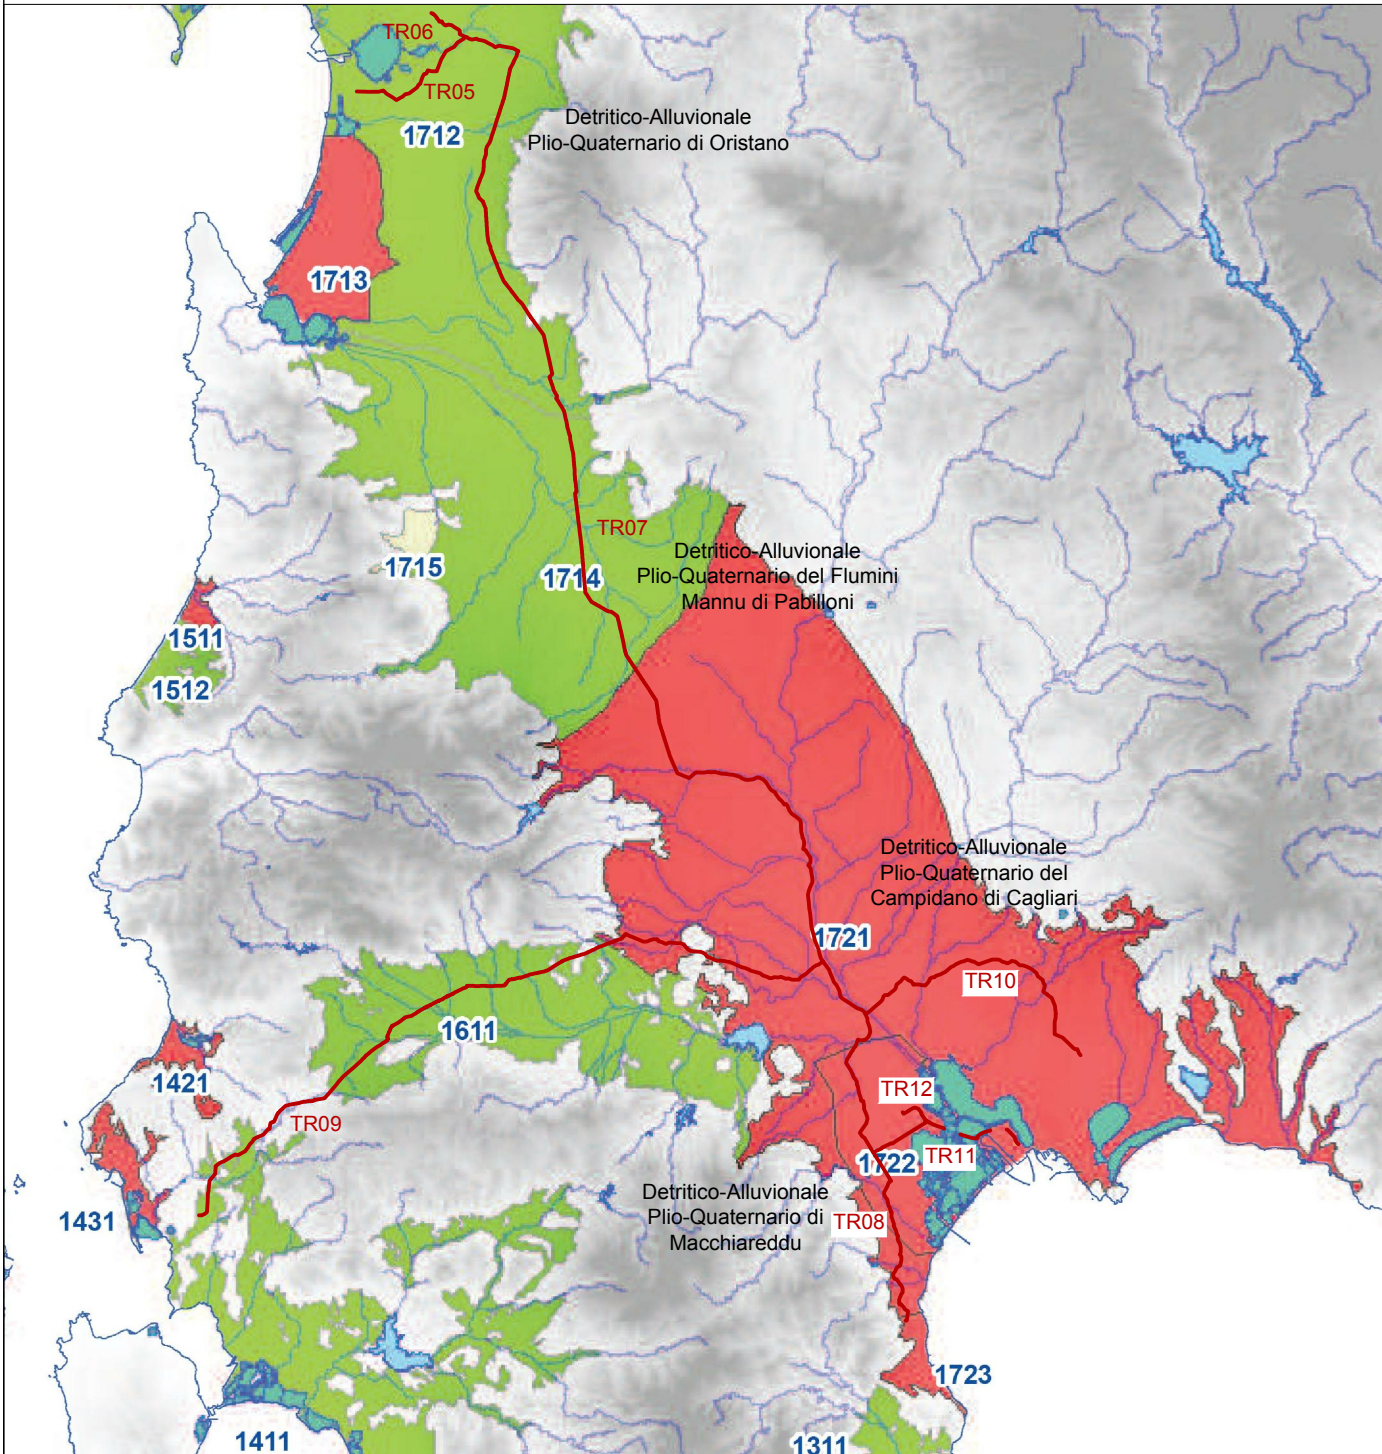 TR06
TR05
1712
Detritico-Alluvionale
Plio-Quaternario di Oristano
1713
TR07
Detritico-Alluvionale
Plio-Quaternario del Flumini
Mannu di Pabilloni
1715
1714
1511
1512
Detritico-Alluvionale
Plio-Quaternario del
Campidano di Cagliari
1721
TR10
1611
1421
TR12
TR09
1722
TR11
Detritico-Alluvionale
Plio-Quaternario di
Macchiareddu
1431
TR08
1723
1411
1311